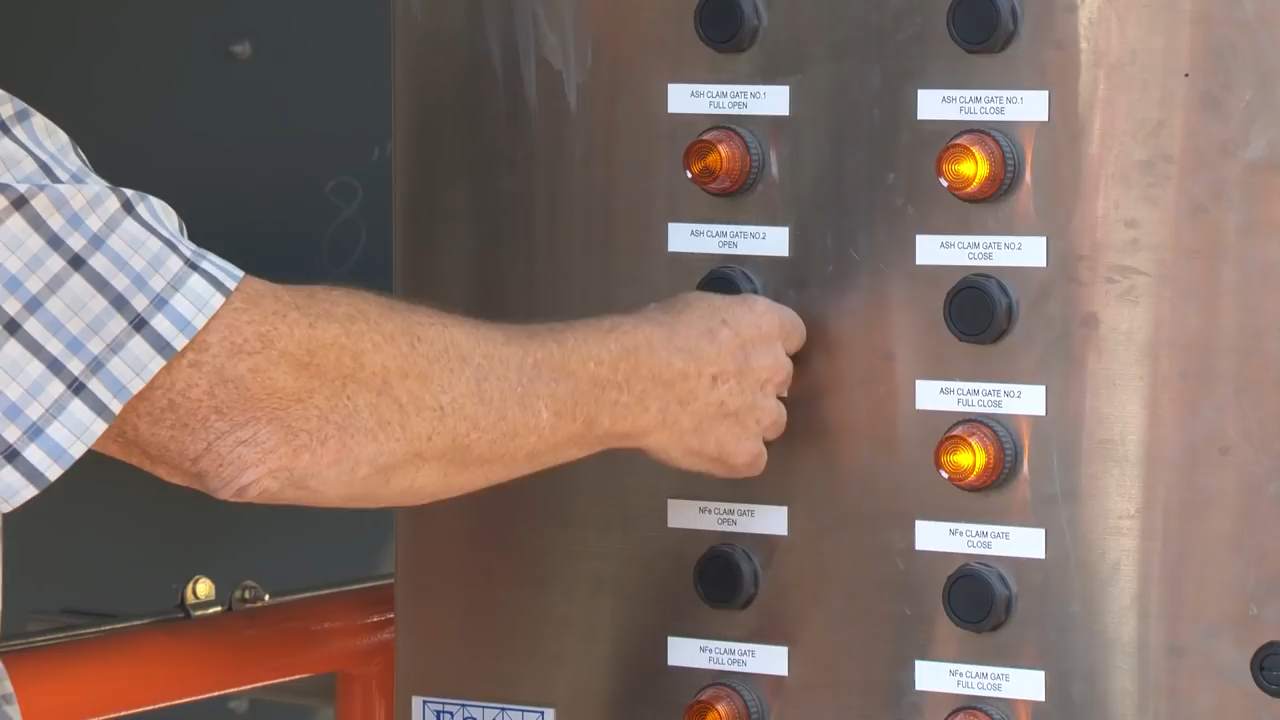 ASH CLAIM GATE NO.1
FULL OPEN
ASH CLAIM GATE NO.1
FULL CLOSE
ASH CLAIM GATE NO.2
OPEN
ASH CLAIM GATE NO.2
CLOSE
ASH CLAIM GATE NO.2
FULL CLOSE
NFe CLAIM GATE
OPEN
NFe CLAIM GATE
CLOSE
NFe CLAIM GATE
FULL OPEN
NFe CLAIM GATE
FULL CLOSE
8